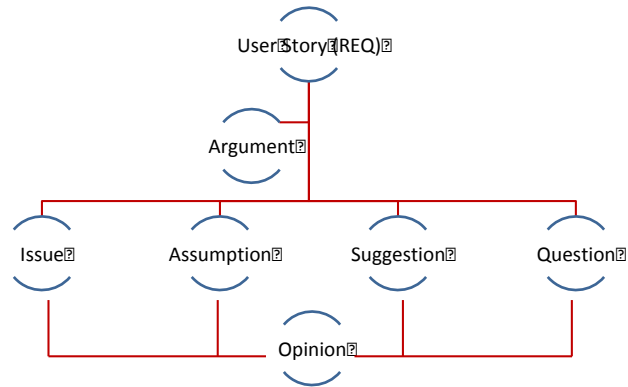 User Story (REQ)
Argument
Issue
Assumption
Suggestion
Question
Opinion